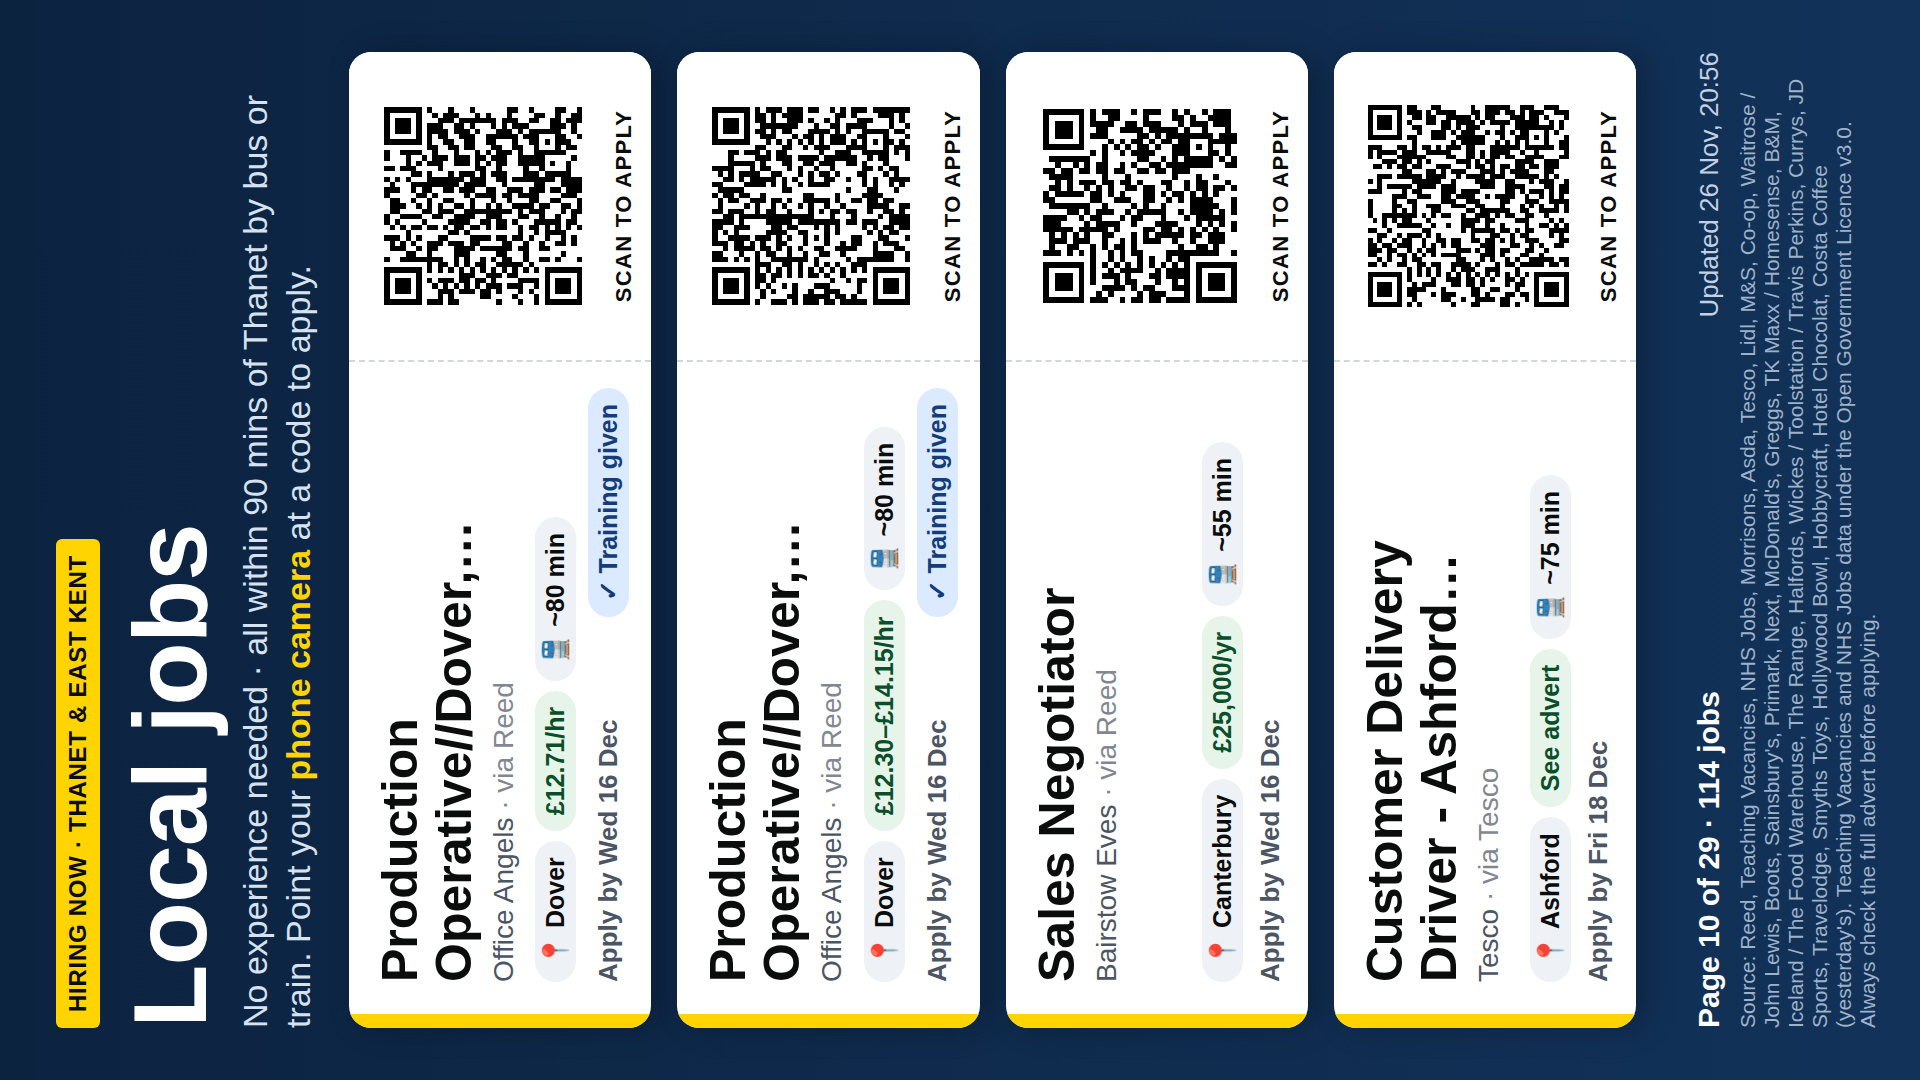 HIRING NOW · THANET & EAST KENT
Local jobs
No experience needed · all within 90 mins of Thanet by bus or
train. Point your phone camera at a code to apply.
Production
Operative//Dover,…
Office Angels · via Reed
📍 Dover £12.71/hr 🚆 ~80 min
Apply by Wed 16 Dec ✓ Training given
SCAN TO APPLY
Production
Operative//Dover,…
Office Angels · via Reed
📍 Dover £12.30–£14.15/hr 🚆 ~80 min
Apply by Wed 16 Dec ✓ Training given
SCAN TO APPLY
Sales Negotiator
Bairstow Eves · via Reed
📍 Canterbury £25,000/yr 🚆 ~55 min
Apply by Wed 16 Dec
SCAN TO APPLY
Customer Delivery
Driver - Ashford…
Tesco · via Tesco
📍 Ashford See advert 🚆 ~75 min
Apply by Fri 18 Dec
SCAN TO APPLY
Page 10 of 29 · 114 jobs Updated 26 Nov, 20:56
Source: Reed, Teaching Vacancies, NHS Jobs, Morrisons, Asda, Tesco, Lidl, M&S, Co-op, Waitrose /
John Lewis, Boots, Sainsbury's, Primark, Next, McDonald's, Greggs, TK Maxx / Homesense, B&M,
Iceland / The Food Warehouse, The Range, Halfords, Wickes / Toolstation / Travis Perkins, Currys, JD
Sports, Travelodge, Smyths Toys, Hollywood Bowl, Hobbycraft, Hotel Chocolat, Costa Coffee
(yesterday's). Teaching Vacancies and NHS Jobs data under the Open Government Licence v3.0.
Always check the full advert before applying.